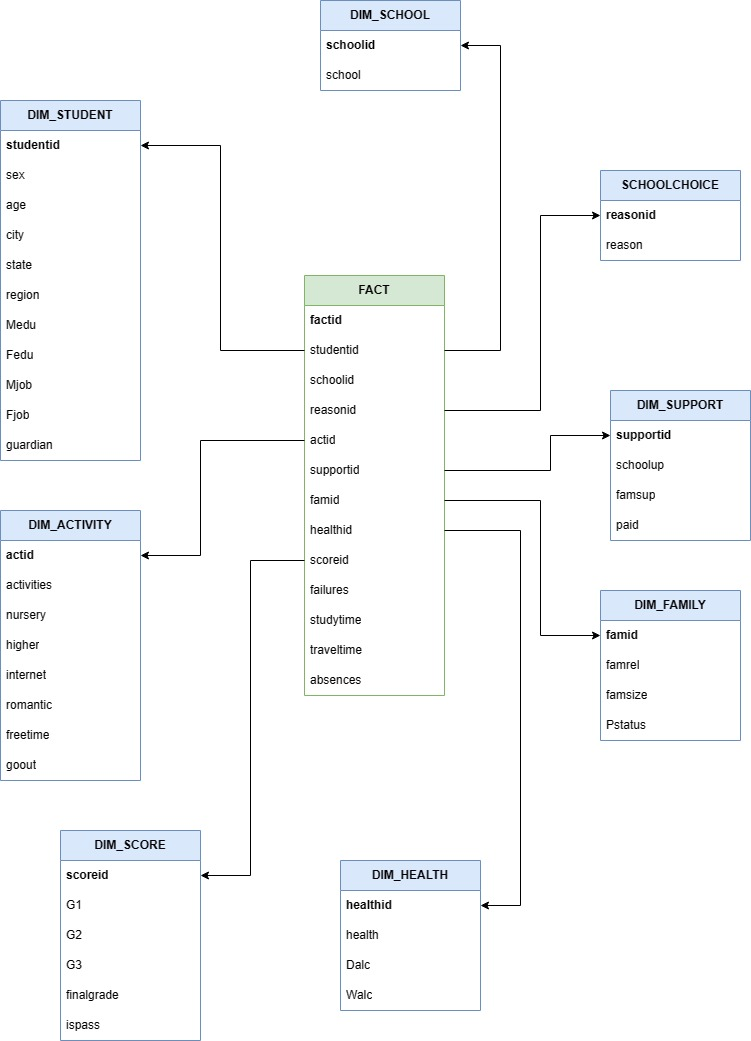 DIM_SCHOOL
schoolid
school
DIM_STUDENT
studentid
sex
age
city
state
region
Medu
Fedu
Mjob
Fjob
guardian
SCHOOLCHOICE
reasonid
reason
FACT
factid
studentid
schoolid
reasonid
actid
supportid
famid
healthid
scoreid
failures
studytime
traveltime
absences
DIM_SUPPORT
supportid
schoolup
famsup
paid
DIM_ACTIVITY
actid
activities
nursery
higher
internet
romantic
freetime
goout
DIM_FAMILY
famid
famrel
famsize
Pstatus
DIM_SCORE
scoreid
G1
G2
G3
finalgrade
ispass
DIM_HEALTH
healthid
health
Dalc
Walc